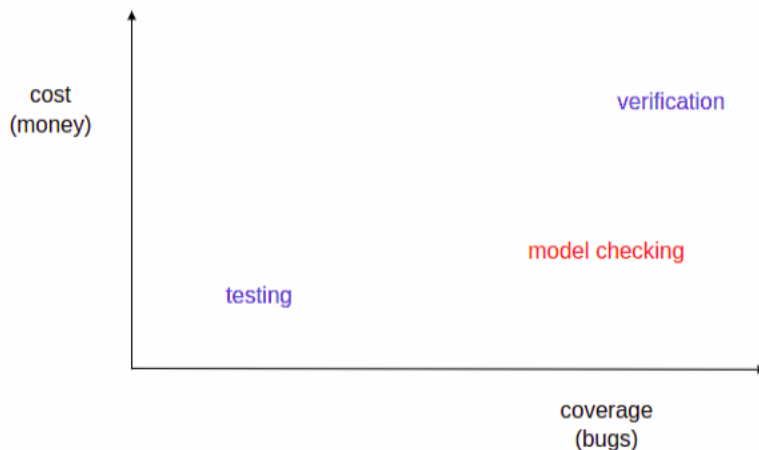 cost
(money)
verification
model checking
testing
coverage
(bugs)